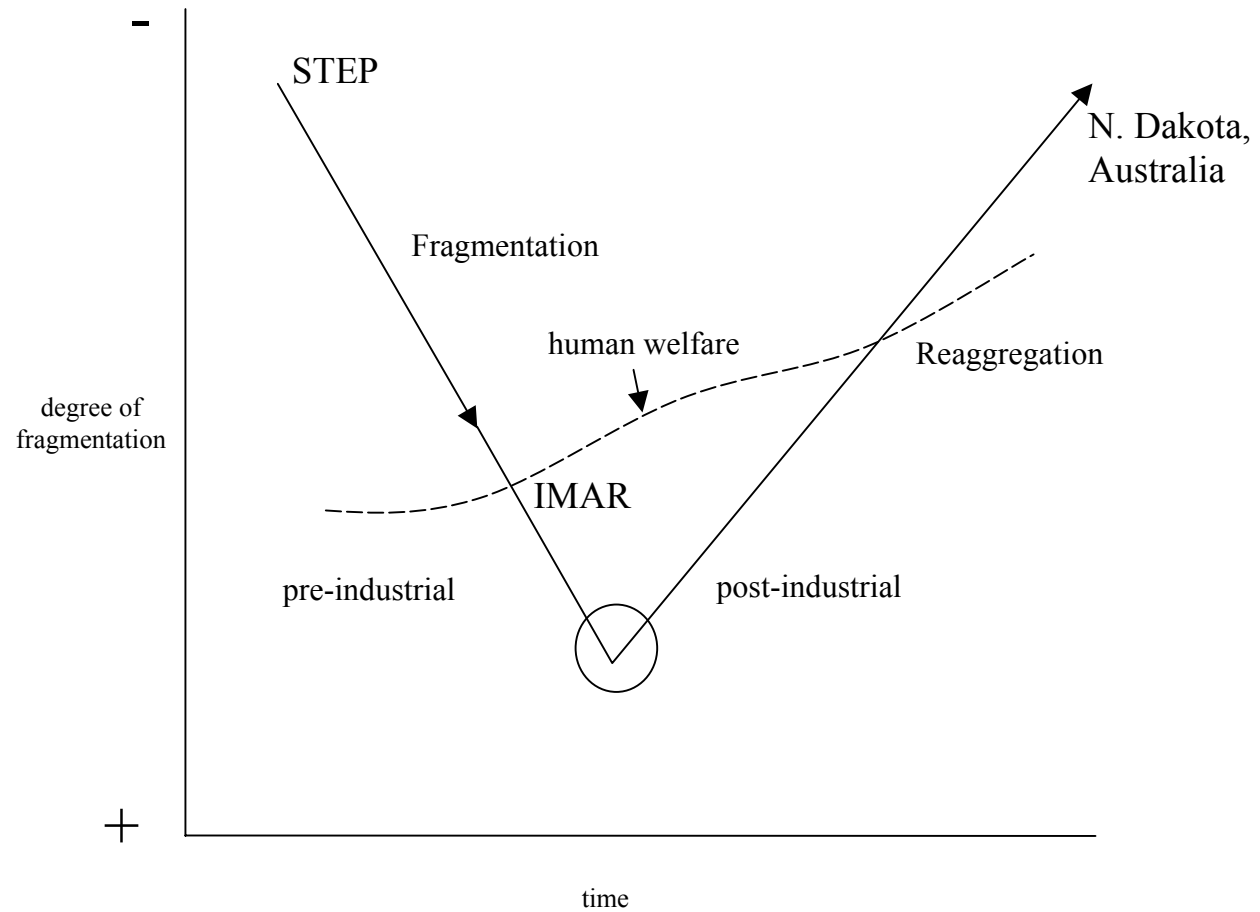 -
STEP
N. Dakota,
Australia
Fragmentation
human welfare
Reaggregation
degree of
fragmentation
IMAR
pre-industrial
post-industrial
+
time